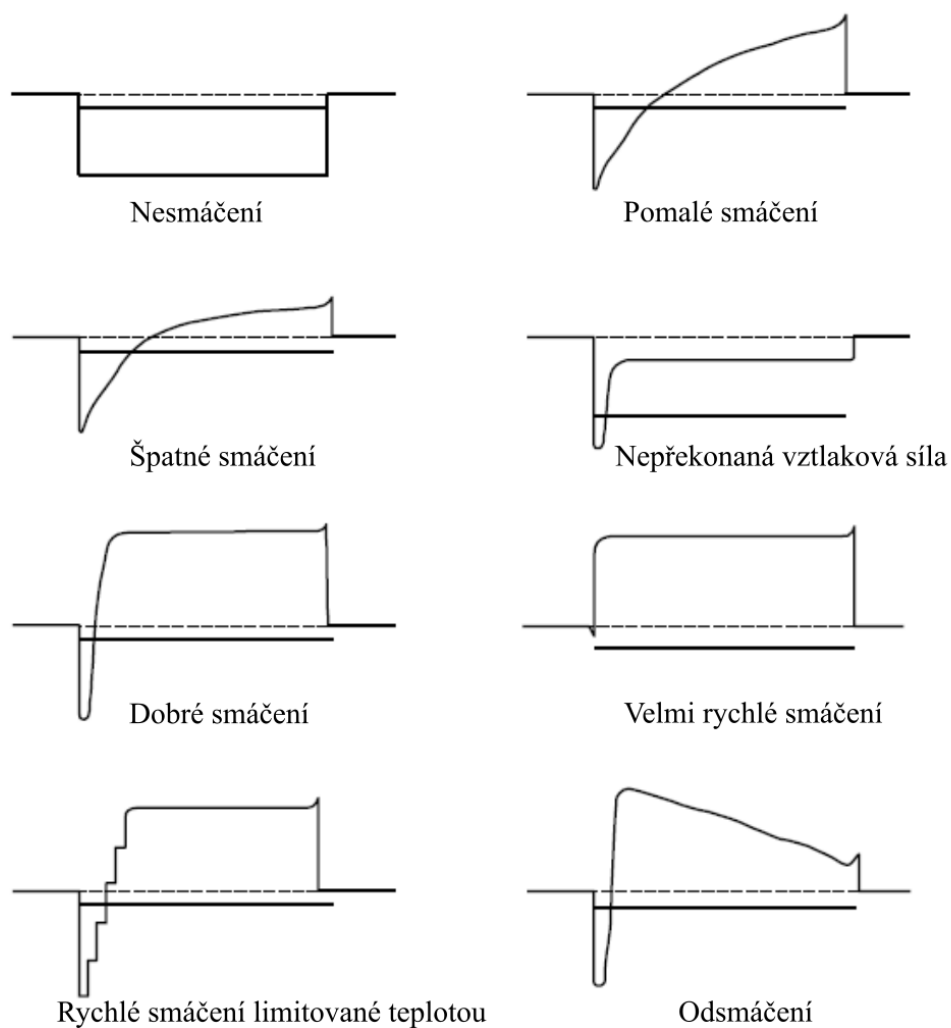 Nesmáčení
Pomalé smáčení
Špatné smáčení
Nepřekonaná vztlaková síla
Dobré smáčení
Velmi rychlé smáčení
Rychlé smáčení limitované teplotou
Odsmáčení